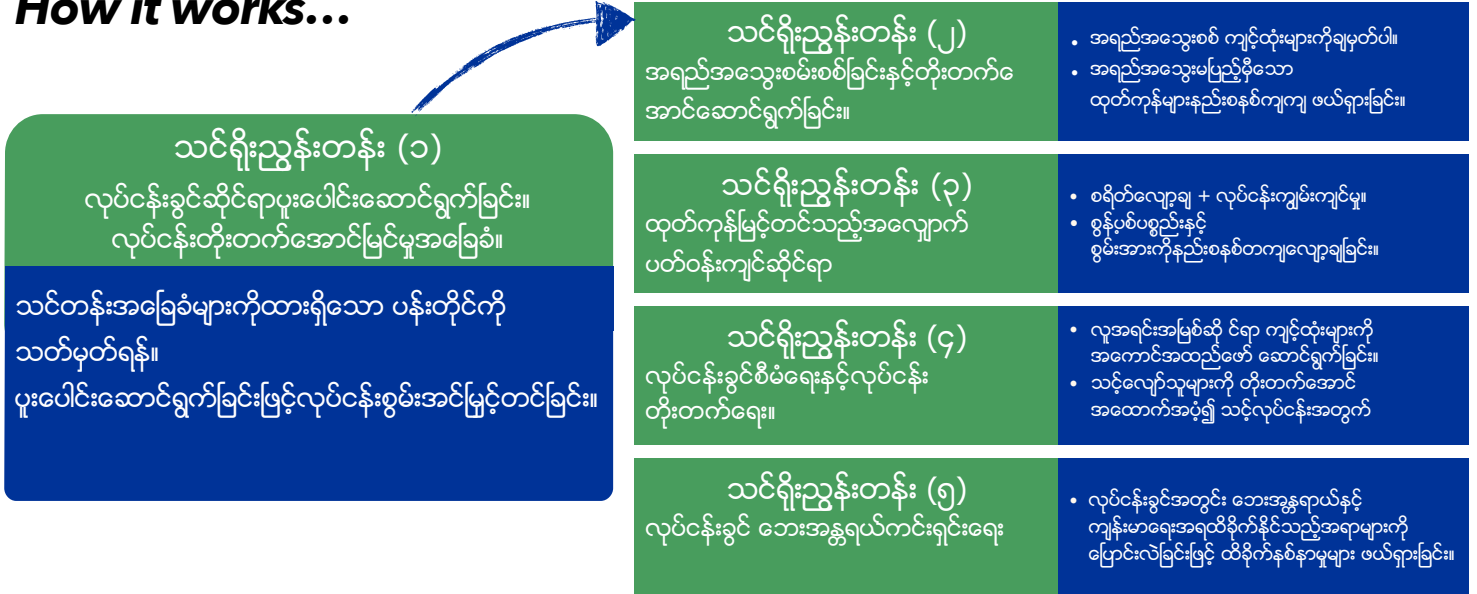 How it works...
သင်ရိုးညွှန်းတန်း (၁)
လုပ်ငန်းခွင်ဆိုင်ရာပူးပေါင်းဆောင်ရွက်ခြင်း။
လုပ်ငန်းတိုးတက်အောင်မြင်မှုအခြေခံ။
သင်တန်းအခြေခံများကိုထားရှိသော ပန်းတိုင်ကို
သတ်မှတ်ရန်။
ပူးပေါင်းဆောင်ရွက်ခြင်းဖြင့်လုပ်ငန်းစွမ်းအင်မြှင့်တင်ခြင်း။
သင်ရိုးညွှန်းတန်း (၂)
အရည်အသွေးစမ်းစစ်ခြင်းနှင့်တိုးတက်ေ
အာင်ဆောင်ရွက်ခြင်း။
• အရည်အသွေးစစ် ကျင့်ထုံးများကိုချမှတ်ပါ။
• အရည်အသွေးမပြည့်မှီသော
ထုတ်ကုန်များနည်းစနစ်ကျကျ ဖယ်ရှားခြင်း။
သင်ရိုးညွှန်းတန်း (၃)
ထုတ်ကုန်မြင့်တင်သည့်အလျှောက်
ပတ်ဝန်းကျင်ဆိုင်ရာ
• စရိတ်လျော့ချ + လုပ်ငန်းကျွမ်းကျင်မှု။
• စွန့်ပစ်ပစ္စည်းနှင့်
စွမ်းအားကိုနည်းစနစ်တကျလျော့ချခြင်း။
သင်ရိုးညွှန်းတန်း (၄)
လုပ်ငန်းခွင်စီမံရေးနှင့်လုပ်ငန်း
တိုးတက်ရေး။
• လူအရင်းအမြစ်ဆို င်ရာ ကျင့်ထုံးများကို
အကောင်အထည်ဖော် ဆောင်ရွက်ခြင်း။
• သင့်လျော်သူများကို တိုးတက်အောင်
အထောက်အပံ့၍ သင့်လုပ်ငန်းအတွက်
သင်ရိုးညွှန်းတန်း (၅)
လုပ်ငန်းခွင် ဘေးအန္တရယ်ကင်းရှင်းရေး
• လုပ်ငန်းခွင်အတွင်း ဘေးအန္တရာယ်နှင့်
ကျန်းမာရေးအရထိခိုက်နိုင်သည့်အရာများကို
ပြောင်းလဲခြင်းဖြင့် ထိခိုက်နစ်နာမှုများ ဖယ်ရှားခြင်း။